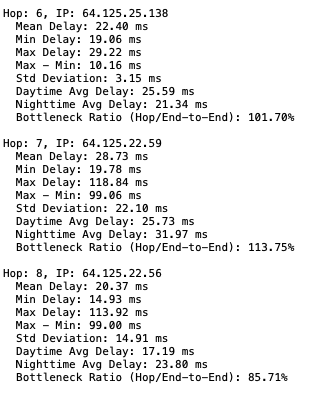 Hop: 6, IP: 64.125.25.138
Mean Delay: 22.40 ms
Min Delay: 19.06 ms
Max Delay: 29.22 ms
Max - Min: 10.16 ms
Std Deviation: 3.15 ms
Daytime Avg Delay: 25.59 ms
Nighttime Avg Delay: 21.34 ms
Bottleneck Ratio (Hop/End-to-End): 101.70%
Hop: 7, IP: 64.125.22.59
Mean Delay: 28.73 ms
Min Delay: 19.78 ms
Max Delay: 118.84 ms
Max - Min: 99.06 ms
Std Deviation: 22.10 ms
Daytime Avg Delay: 25.73 ms
Nighttime Avg Delay: 31.97 ms
Bottleneck Ratio (Hop/End-to-End): 113.75%
Hop: 8, IP: 64.125.22.56
Mean Delay: 20.37 ms
Min Delay: 14.93 ms
Max Delay: 113.92 ms
Max - Min: 99.00 ms
Std Deviation: 14.91 ms
Daytime Avg Delay: 17.19 ms
Nighttime Avg Delay: 23.80 ms
Bottleneck Ratio (Hop/End-to-End): 85.71%